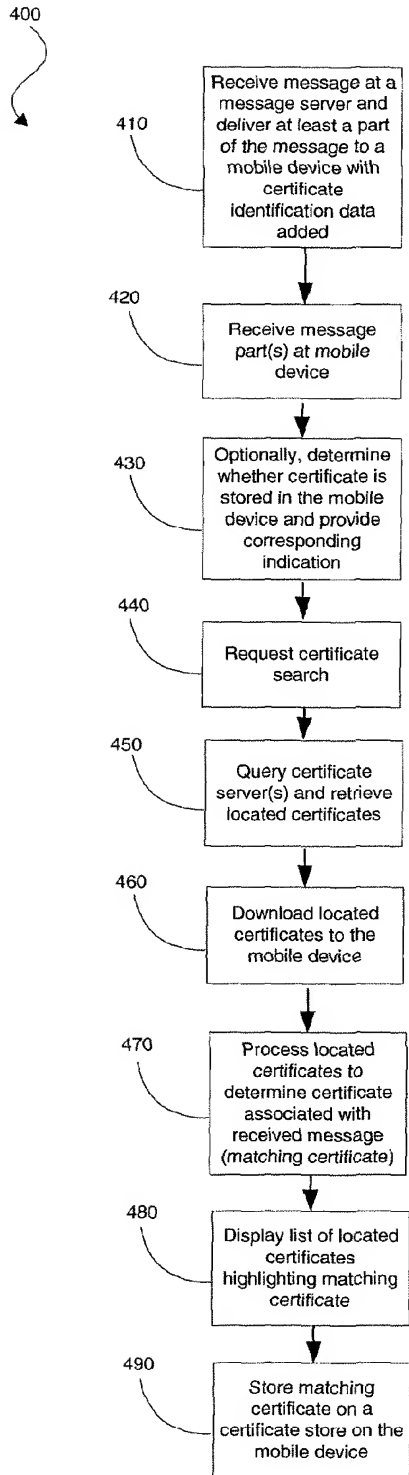 400
410
Receive message at a
message server and
deliver at least a part
of the message to a
mobile device with
certificate
identification data
added
420
Receive message
part(s) at mobile
device
430
Optionally, determine
whether certificate is
stored in the mobile
device and provide
corresponding
indication
440
Request certificate
search
450
Query certificate
server(s) and retrieve
located certificates
460
Download located
certificates to the
mobile device
470
Process located
certificates to
determine certificate
associated with
received message
(matching certificate)
480
Display list of located
certificates
highlighting matching
certificate
490
Store matching
certificate on a
certificate store on the
mobile device